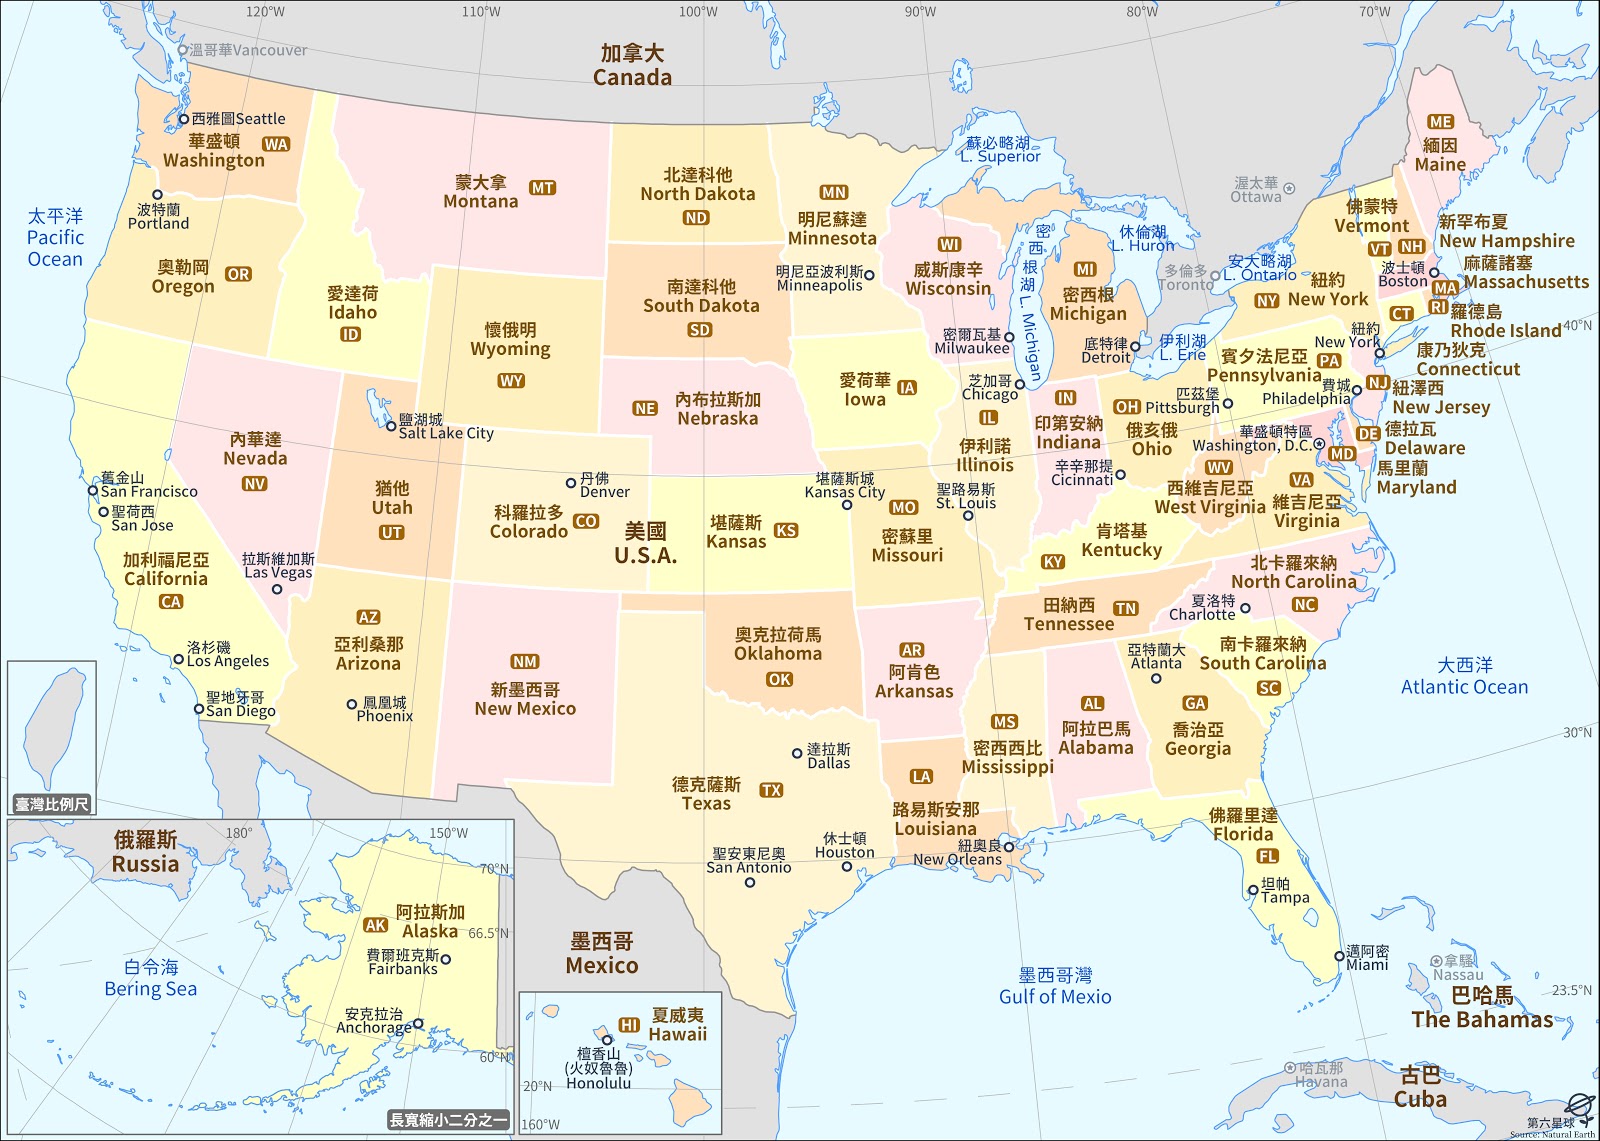 120°W
110°W
100°W
90°W
80°W
70°W
溫哥華Vancouver
加拿大
Canada
西雅圖Seattle
華盛頓
Washington
WA
波特蘭
Portland
太平洋
Pacific
Ocean
奧勒岡
Oregon
OR
愛達荷
Idaho
ID
蒙大拿
Montana
MT
北達科他
North Dakota
ND
MN
明尼蘇達
Minnesota
明尼亞波利斯
Minneapolis
南達科他
South Dakota
SD
懷俄明
Wyoming
WY
蘇必略湖
L. Superior
WI
威斯康辛
Wisconsin
密爾瓦基
Milwaukee
密西根湖 L. Michigan
休倫湖
L. Huron
MI
密西根
Michigan
底特律
Detroit
渥太華
Ottawa
多倫多
Toronto
安大略湖
L. Ontario
伊利湖
L. Erie
ME
緬因
Maine
佛蒙特
Vermont
VT
NH
新罕布夏
New Hampshire
波士頓
Boston
MA
麻薩諸塞
Massachusetts
紐約
New York
NY
CT
RI
羅德島
Rhode Island
40°N
紐約
New York
康乃狄克
Connecticut
賓夕法尼亞
Pennsylvania
PA
費城
Philadelphia
NJ
紐澤西
New Jersey
匹茲堡
Pittsburgh
華盛頓特區
Washington, D.C.
DE
德拉瓦
Delaware
MD
馬里蘭
Maryland
內布拉斯加
Nebraska
NE
愛荷華
Iowa
IA
芝加哥
Chicago
IL
伊利諾
Illinois
IN
印第安納
Indiana
OH
俄亥俄
Ohio
辛辛那提
Cicinnati
WV
西維吉尼亞
West Virginia
VA
維吉尼亞
Virginia
鹽湖城
Salt Lake City
內華達
Nevada
NV
猶他
Utah
UT
舊金山
San Francisco
聖荷西
San Jose
加利福尼亞
California
CA
拉斯維加斯
Las Vegas
洛杉磯
Los Angeles
聖地牙哥
San Diego
丹佛
Denver
科羅拉多
Colorado
CO
美國
U.S.A.
堪薩斯
Kansas
KS
堪薩斯城
Kansas City
MO
密蘇里
Missouri
聖路易斯
St. Louis
肯塔基
Kentucky
KY
田納西
Tennessee
TN
北卡羅來納
North Carolina
NC
夏洛特
Charlotte
南卡羅來納
South Carolina
SC
AZ
亞利桑那
Arizona
鳳凰城
Phoenix
NM
新墨西哥
New Mexico
奧克拉荷馬
Oklahoma
OK
AR
阿肯色
Arkansas
MS
密西西比
Mississippi
AL
阿拉巴馬
Alabama
亞特蘭大
Atlanta
GA
喬治亞
Georgia
大西洋
Atlantic Ocean
30°N
達拉斯
Dallas
德克薩斯
Texas
TX
聖安東尼奧
San Antonio
休士頓
Houston
LA
路易斯安那
Louisiana
紐奧良
New Orleans
佛羅里達
Florida
FL
坦帕
Tampa
邁阿密
Miami
墨西哥
Mexico
墨西哥灣
Gulf of Mexio
拿騷
Nassau
23.5°N
巴哈馬
The Bahamas
哈瓦那
Havana
古巴
Cuba
臺灣比例尺
俄羅斯
Russia
180°
150°W
70°N
AK
阿拉斯加
Alaska
66.5°N
費爾班克斯
Fairbanks
白令海
Bering Sea
安克拉治
Anchorage
60°N
長寬縮小二分之一
HI
夏威夷
Hawaii
檀香山
(火奴魯魯)
Honolulu
20°N
160°W
第六星球
Source: Natural Earth